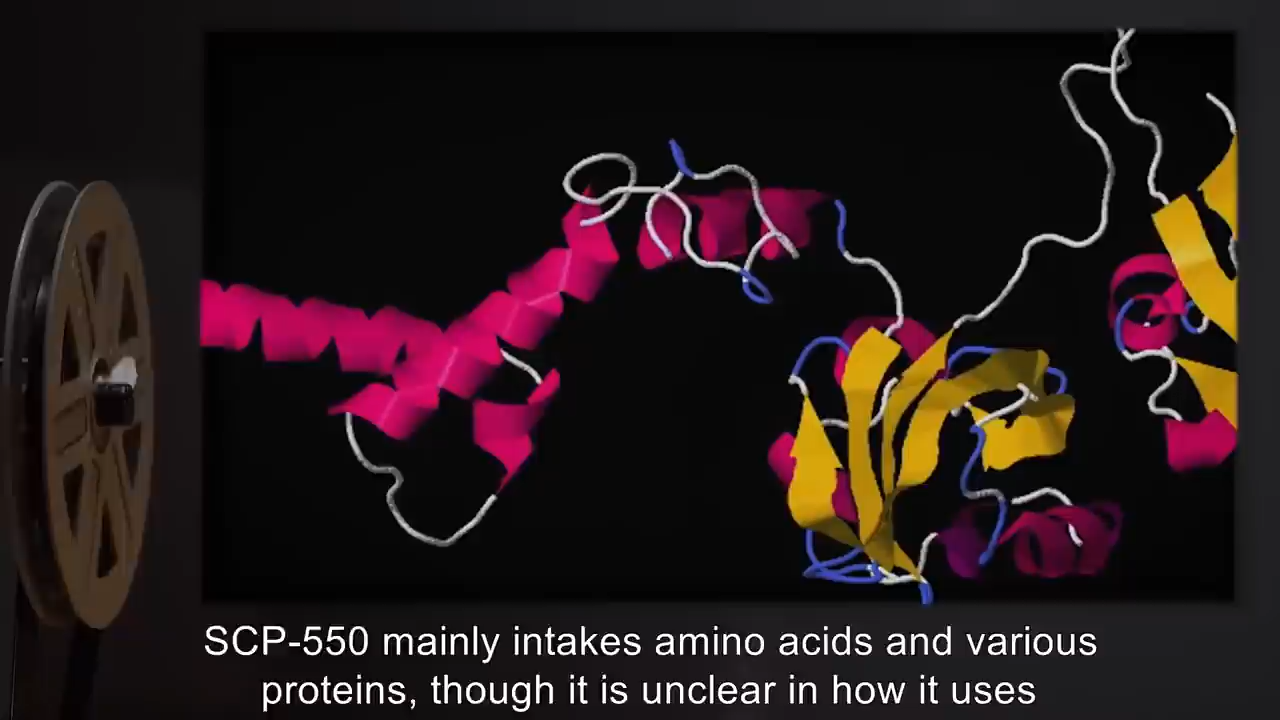 SCP-550 mainly intakes amino acids and various
proteins, though it is unclear in how it uses